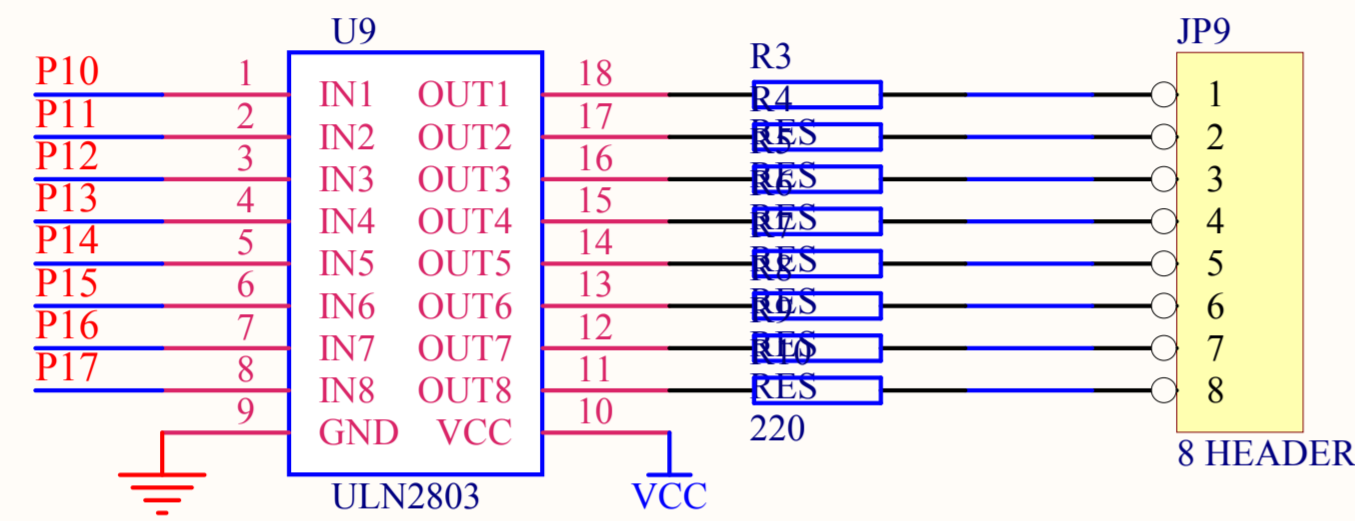 U9
JP9
P10 1 IN1 OUT1 18 R3 1
P11 2 IN2 OUT2 17 R4 2
P12 3 IN3 OUT3 16 RES 3
P13 4 IN4 OUT4 15 RES 4
P14 5 IN5 OUT5 14 RES 5
P15 6 IN6 OUT6 13 RES 6
P16 7 IN7 OUT7 12 RES 7
P17 8 IN8 OUT8 11 R10 RES 8
9 GND VCC 10 RES
220
ULN2803
VCC
8 HEADER